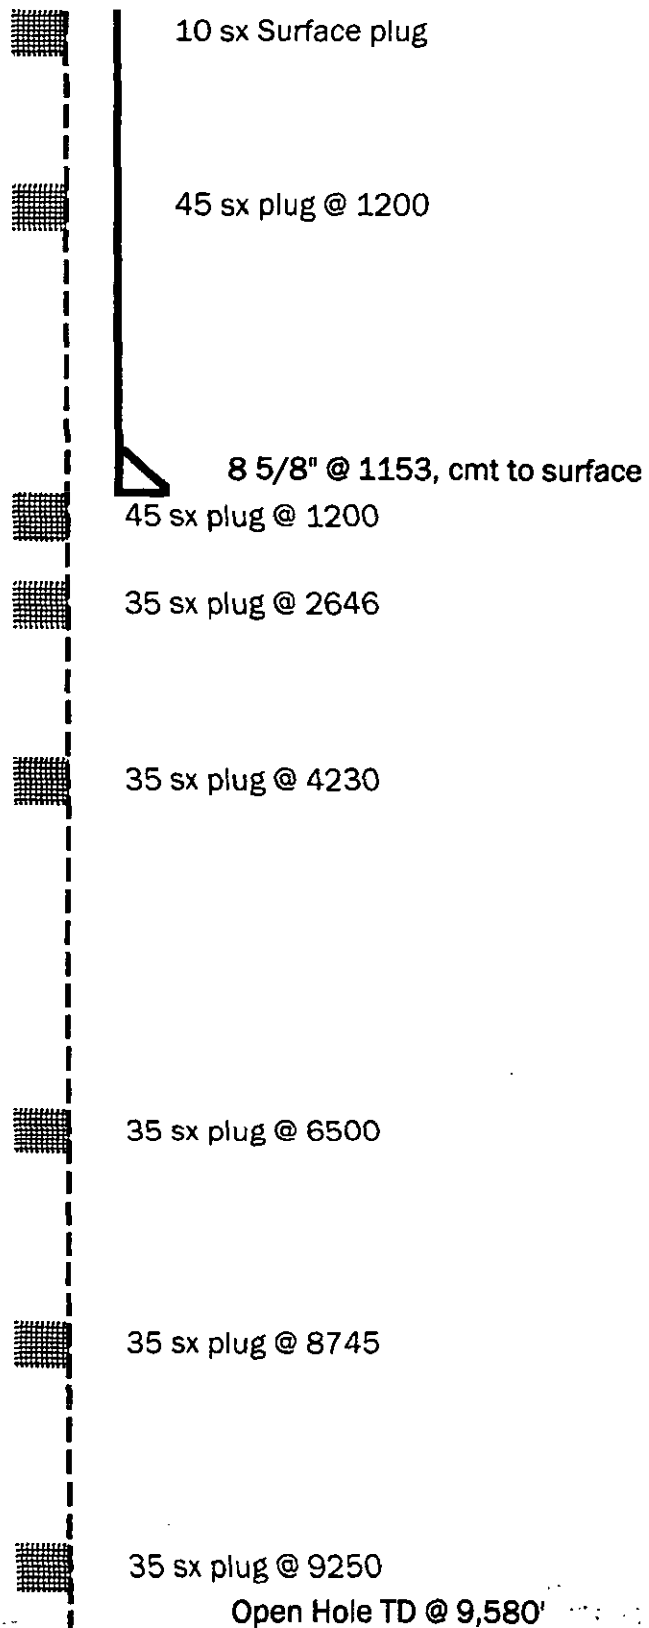 10 sx Surface plug
45 sx plug @ 1200
8 5/8" @ 1153, cmt to surface
45 sx plug @ 1200
35 sx plug @ 2646
35 sx plug @ 4230
35 sx plug @ 6500
35 sx plug @ 8745
35 sx plug @ 9250
Open Hole TD @ 9,580'